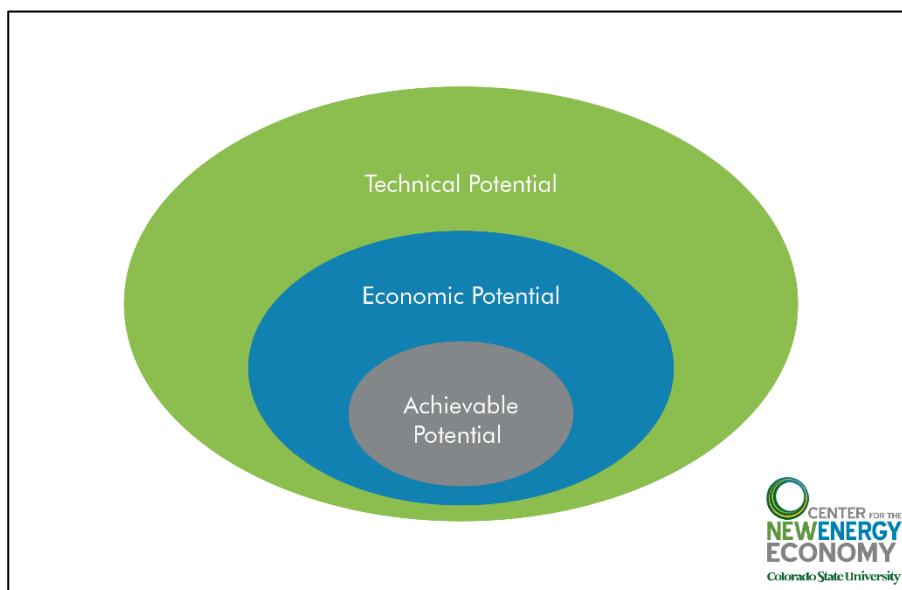 Technical Potential
Economic Potential
Achievable
Potential
CENTER FOR THE
NEWENERGY
ECONOMY
Colorado State University